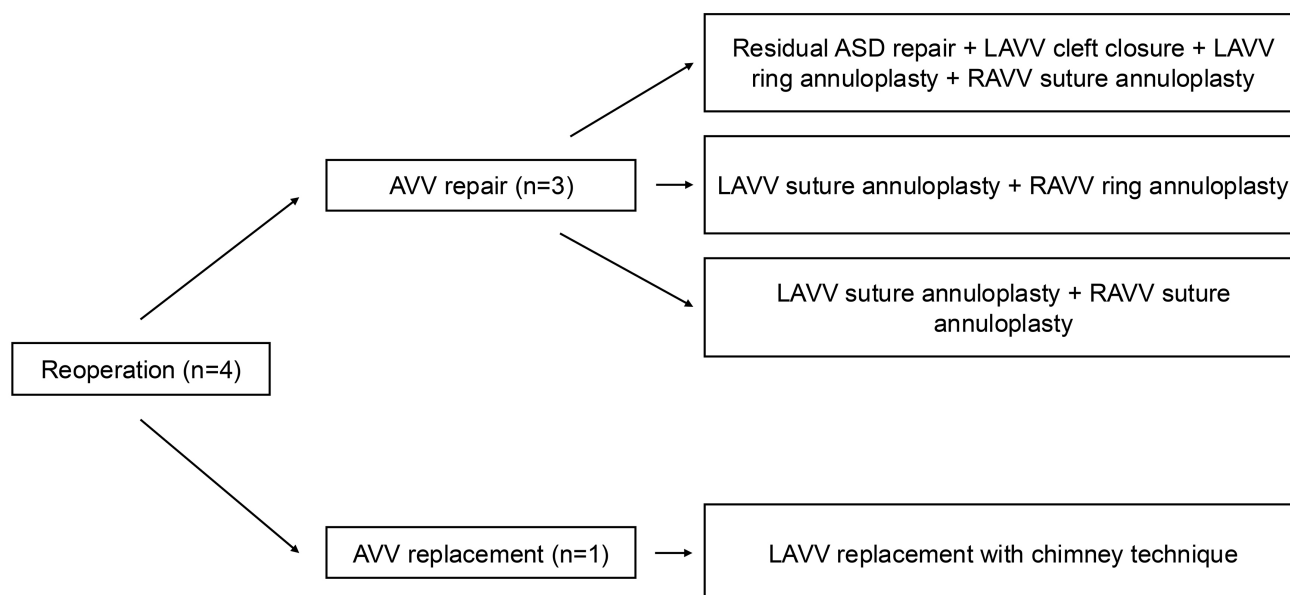 Residual ASD repair + LAVV cleft closure + LAVV
ring annuloplasty + RAVV suture annuloplasty
AVV repair (n=3)
LAVV suture annuloplasty + RAVV ring annuloplasty
LAVV suture annuloplasty + RAVV suture
annuloplasty
Reoperation (n=4)
AVV replacement (n=1)
LAVV replacement with chimney technique